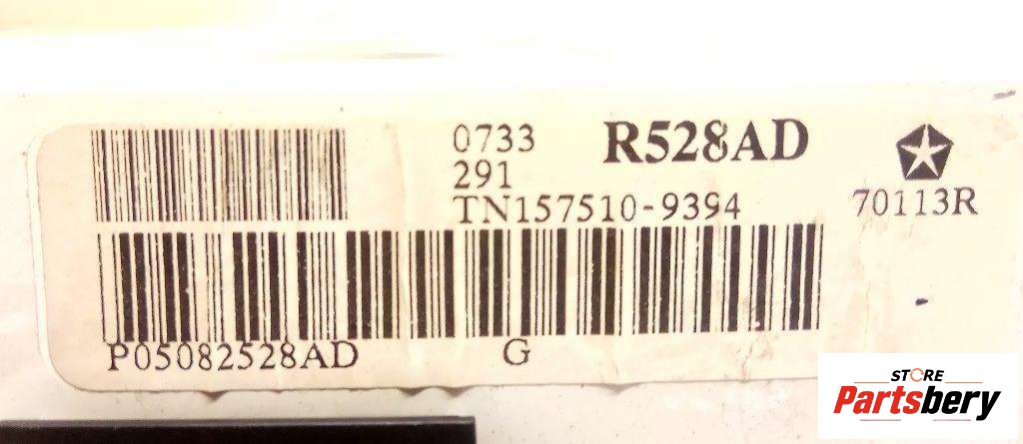 0733 R528AD
291
TN157510-9394 70113R
P05082528AD G
STORE
Partsbery